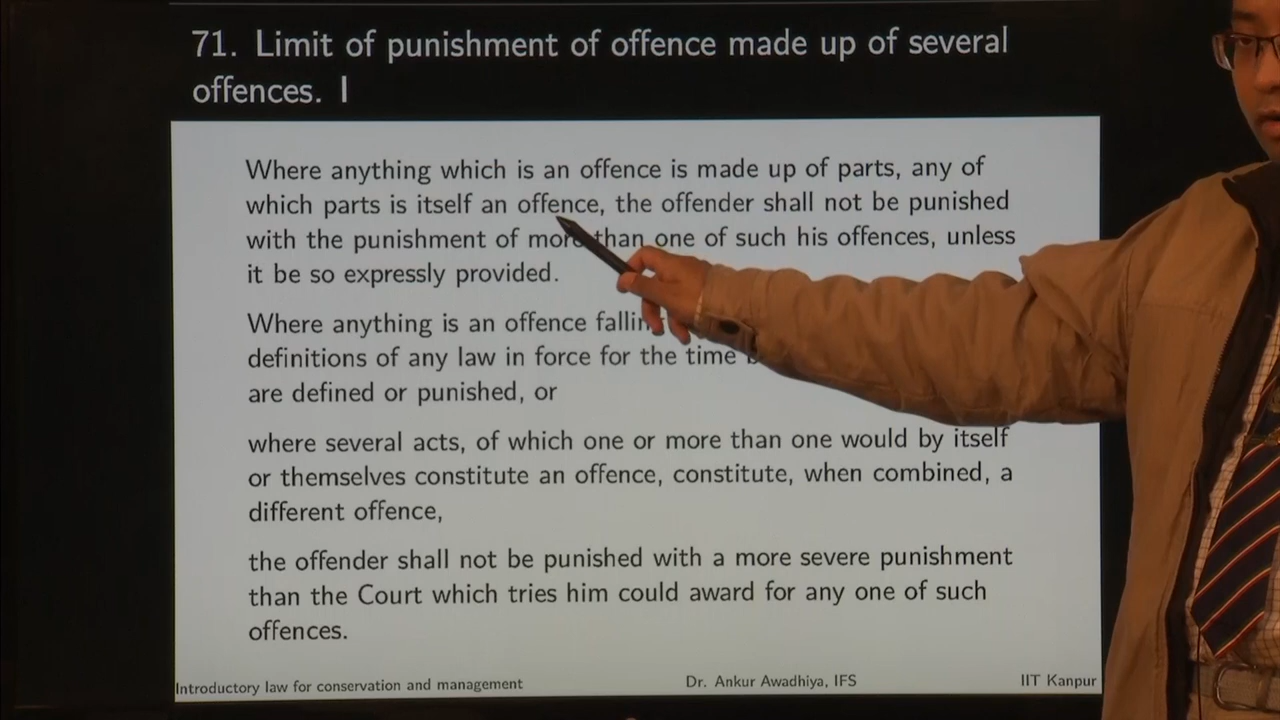 71. Limit of punishment of offence made up of several
offences. I
Where anything which is an offence is made up of parts, any of
which parts is itself an offence, the offender shall not be punished
with the punishment of more than one of such his offences, unless
it be so expressly provided.
Where anything is an offence falling
definitions of any law in force for the time
are defined or punished, or
where several acts, of which one or more than one would by itself
or themselves constitute an offence, constitute, when combined, a
different offence,
the offender shall not be punished with a more severe punishment
than the Court which tries him could award for any one of such
offences.
Introductory law for conservation and management Dr. Ankur Awadhiya, IFS IIT Kanpur